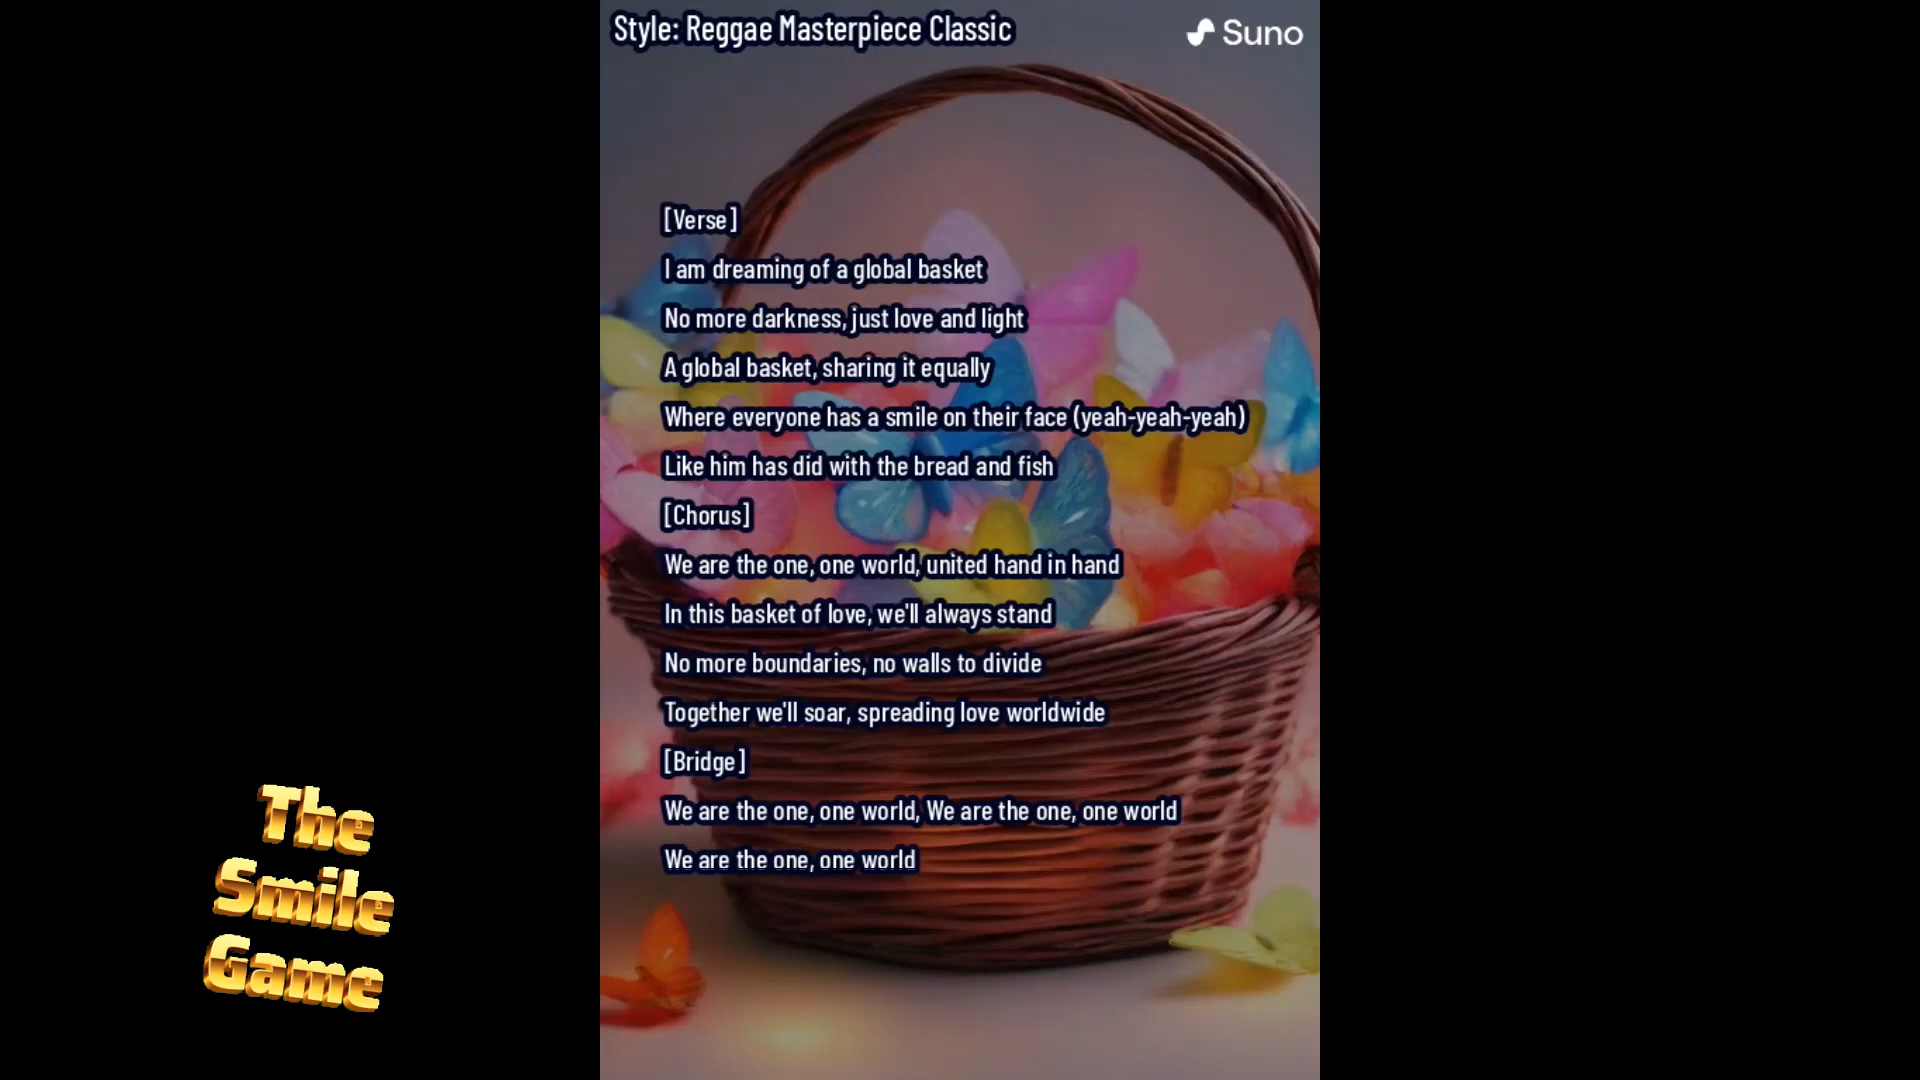 Style: Reggae Masterpiece Classic
Suno
[Verse]
I am dreaming of a global basket
No more darkness, just love and light
A global basket, sharing it equally
Where everyone has a smile on their face (yeah-yeah-yeah)
Like him has did with the bread and fish
[Chorus]
We are the one, one world, united hand in hand
In this basket of love, we'll always stand
No more boundaries, no walls to divide
Together we'll soar, spreading love worldwide
[Bridge]
We are the one, one world, We are the one, one world
We are the one, one world
The
Smile
Game